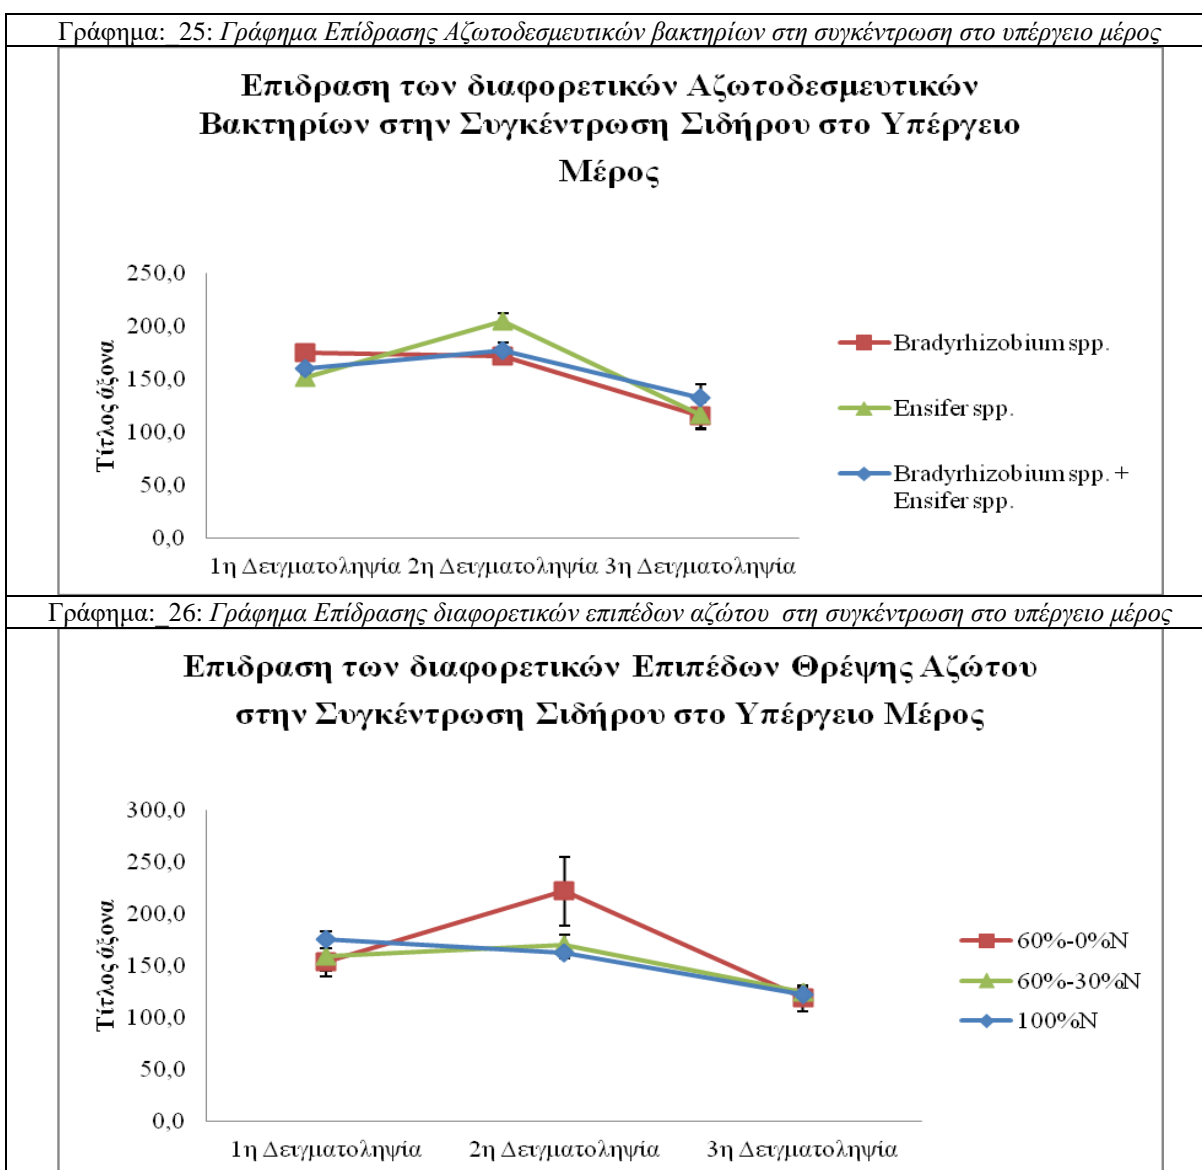 Γράφημα:_25: Γράφημα Επίδρασης Αζωτοδεσμευτικών βακτηρίων στη συγκέντρωση στο υπέργειο μέρος
Επιδραση των διαφορετικών Αζωτοδεσμευτικών
Βακτηρίων στην Συγκέντρωση Σιδήρου στο Υπέργειο
Μέρος
Τίτλος άξονα
250,0
200,0
150,0
100,0
50,0
0,0
1η Δειγματοληψία 2η Δειγματοληψία 3η Δειγματοληψία
Bradyrhizobium spp.
Ensifer spp.
Bradyrhizobium spp. +
Ensifer spp.
Γράφημα:_26: Γράφημα Επίδρασης διαφορετικών επιπέδων αζώτου στη συγκέντρωση στο υπέργειο μέρος
Επιδραση των διαφορετικών Επιπέδων Θρέψης Αζώτου
στην Συγκέντρωση Σιδήρου στο Υπέργειο Μέρος
Τίτλος άξονα
300,0
250,0
200,0
150,0
100,0
50,0
0,0
1η Δειγματοληψία 2η Δειγματοληψία 3η Δειγματοληψία
60%-0%N
60%-30%N
100%N